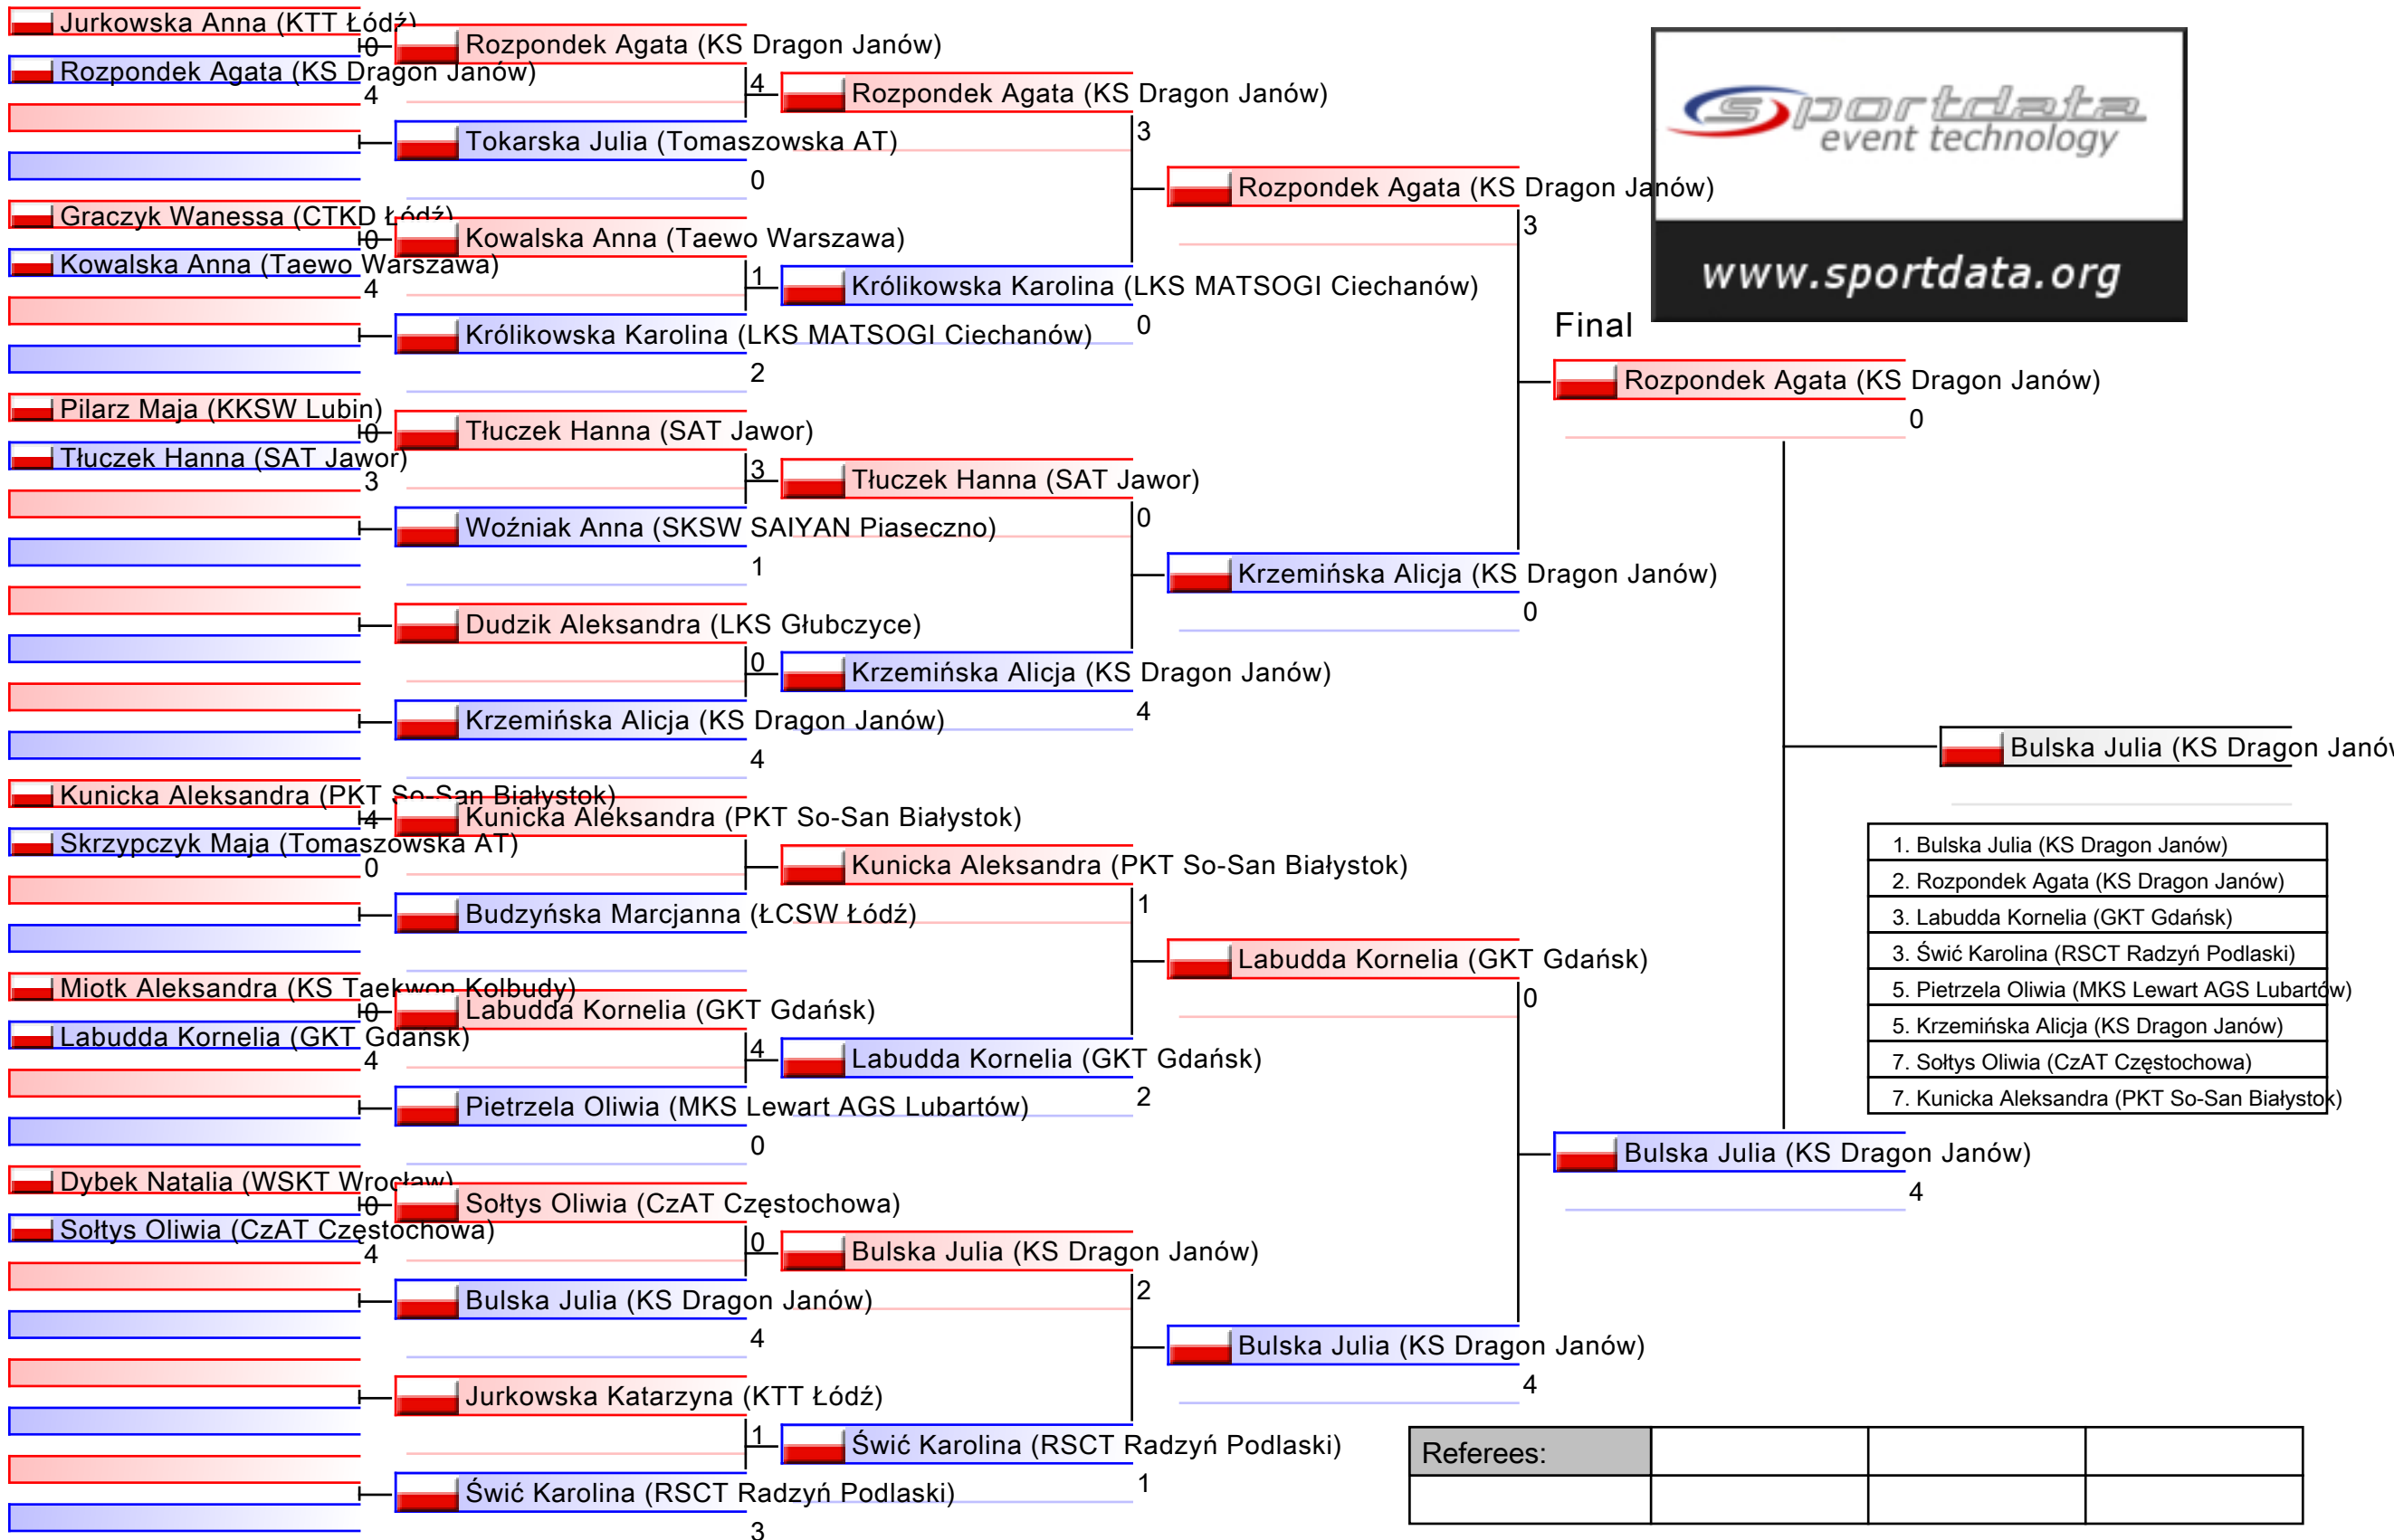 Jurkowska Anna (KTT Łódź)
0
Rozpondek Agata (KS Dragon Janów)
4
Graczyk Wanessa (CTKD Łódź)
0
Kowalska Anna (Taewo Warszawa)
4
Pilarz Maja (KKSW Lubin)
0
Tłuczek Hanna (SAT Jawor)
3
Kunicka Aleksandra (PKT So-San Białystok)
4
Skrzypczyk Maja (Tomaszowska AT)
0
Miotk Aleksandra (KS Taekwon Kolbudy)
0
Labudda Kornelia (GKT Gdańsk)
4
Dybek Natalia (WSKT Wrocław)
0
Sołtys Oliwia (CzAT Częstochowa)
4
Rozpondek Agata (KS Dragon Janów)
4
Tokarska Julia (Tomaszowska AT)
0
Kowalska Anna (Taewo Warszawa)
1
Królikowska Karolina (LKS MATSOGI Ciechanów)
2
Tłuczek Hanna (SAT Jawor)
3
Woźniak Anna (SKSW SAIYAN Piaseczno)
1
Dudzik Aleksandra (LKS Głubczyce)
0
Krzemińska Alicja (KS Dragon Janów)
4
Kunicka Aleksandra (PKT So-San Białystok)
Budzyńska Marcjanna (ŁCSW Łódź)
Labudda Kornelia (GKT Gdańsk)
4
Pietrzela Oliwia (MKS Lewart AGS Lubartów)
0
Sołtys Oliwia (CzAT Częstochowa)
0
Bulska Julia (KS Dragon Janów)
4
Jurkowska Katarzyna (KTT Łódź)
1
Świć Karolina (RSCT Radzyń Podlaski)
3
Rozpondek Agata (KS Dragon Janów)
3
Królikowska Karolina (LKS MATSOGI Ciechanów)
0
Tłuczek Hanna (SAT Jawor)
0
Krzemińska Alicja (KS Dragon Janów)
4
Kunicka Aleksandra (PKT So-San Białystok)
1
Labudda Kornelia (GKT Gdańsk)
2
Bulska Julia (KS Dragon Janów)
2
Świć Karolina (RSCT Radzyń Podlaski)
1
Rozpondek Agata (KS Dragon Janów)
3
Krzemińska Alicja (KS Dragon Janów)
0
Labudda Kornelia (GKT Gdańsk)
0
Bulska Julia (KS Dragon Janów)
4
sportdata
event technology
www.sportdata.org
Final
Rozpondek Agata (KS Dragon Janów)
0
Bulska Julia (KS Dragon Janów)
4
Bulska Julia (KS Dragon Janów
1. Bulska Julia (KS Dragon Janów)
2. Rozpondek Agata (KS Dragon Janów)
3. Labudda Kornelia (GKT Gdańsk)
3. Świć Karolina (RSCT Radzyń Podlaski)
5. Pietrzela Oliwia (MKS Lewart AGS Lubartów)
5. Krzemińska Alicja (KS Dragon Janów)
7. Sołtys Oliwia (CzAT Częstochowa)
7. Kunicka Aleksandra (PKT So-San Białystok)
Referees: